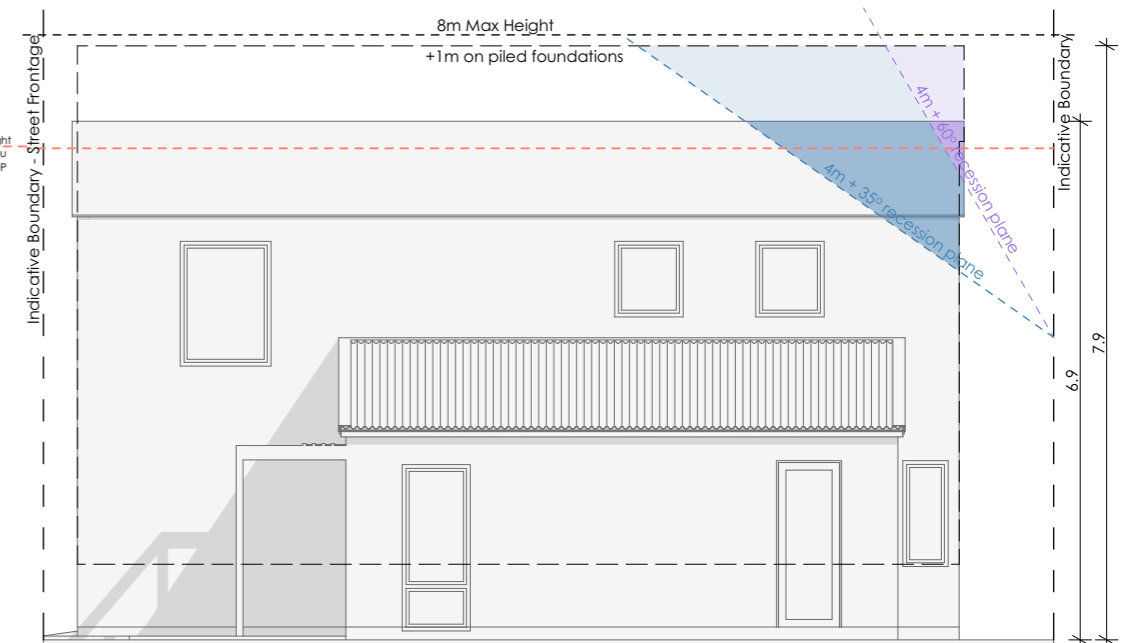 8m Max Height
+1m on piled foundations
Indicative Boundary - Street Frontage
ht
u
P
4m + 60° recession plane
4m + 35° recession plane
Indicative Boundary
7.9
6.9